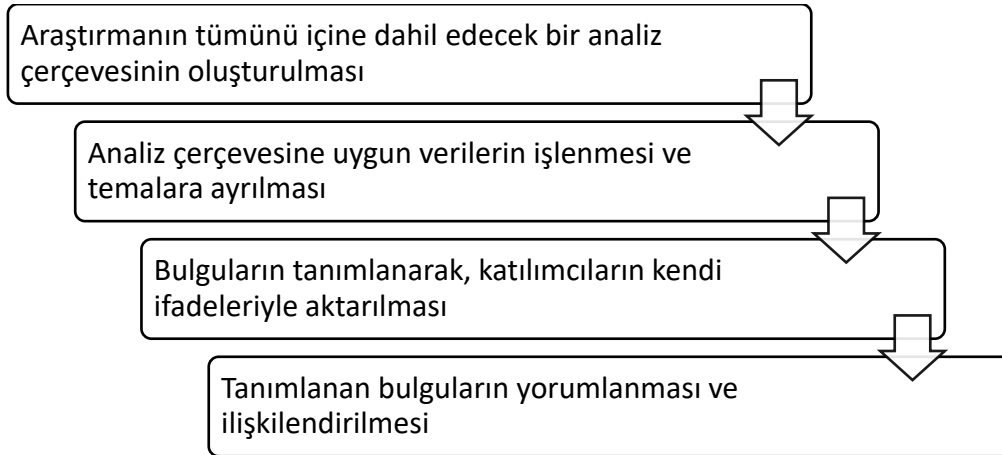 Araştırmanın tümünü içine dahil edecek bir analiz
çerçevesinin oluşturulması
Analiz çerçevesine uygun verilerin işlenmesi ve
temalara ayrılması
Bulguların tanımlanarak, katılımcıların kendi
ifadeleriyle aktarılması
Tanımlanan bulguların yorumlanması ve
ilişkilendirilmesi